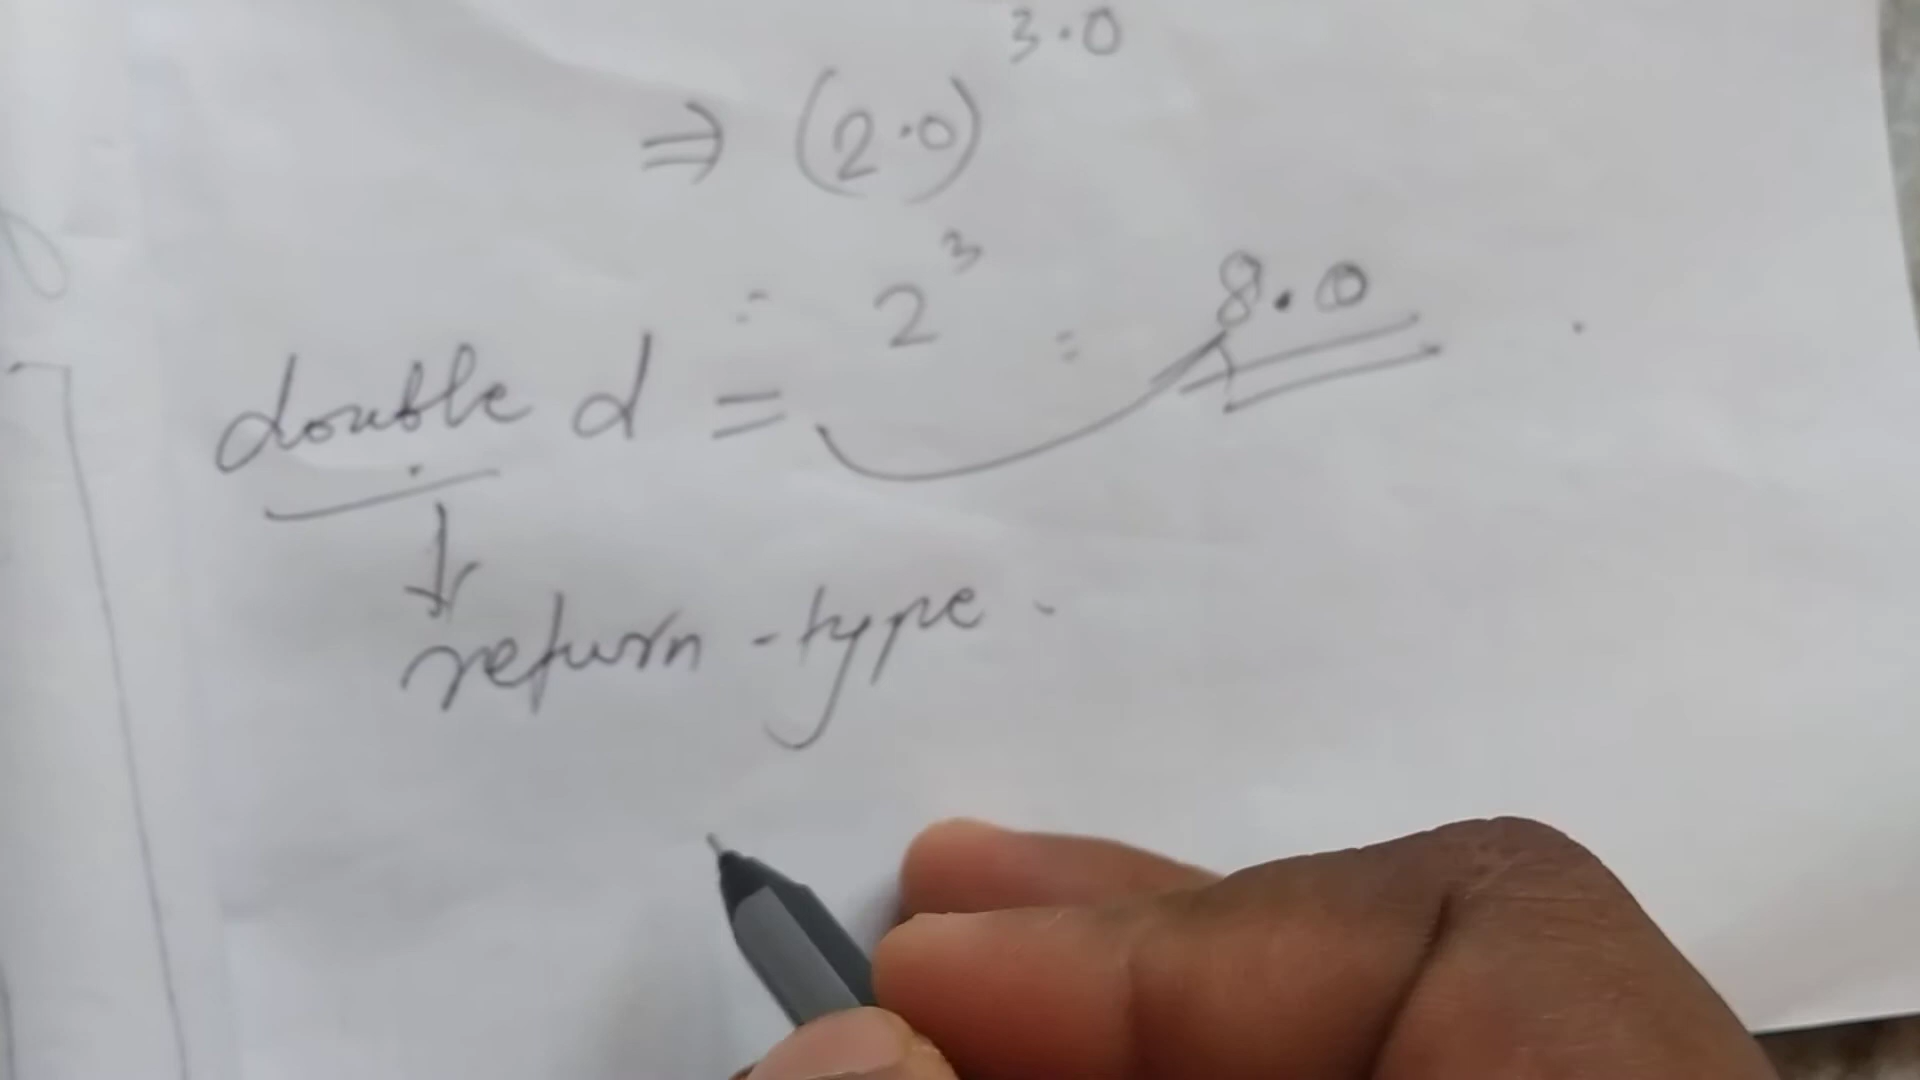 ⇒ (2.0)^3.0
= 2^3 = 8.0
double d =
return - type.